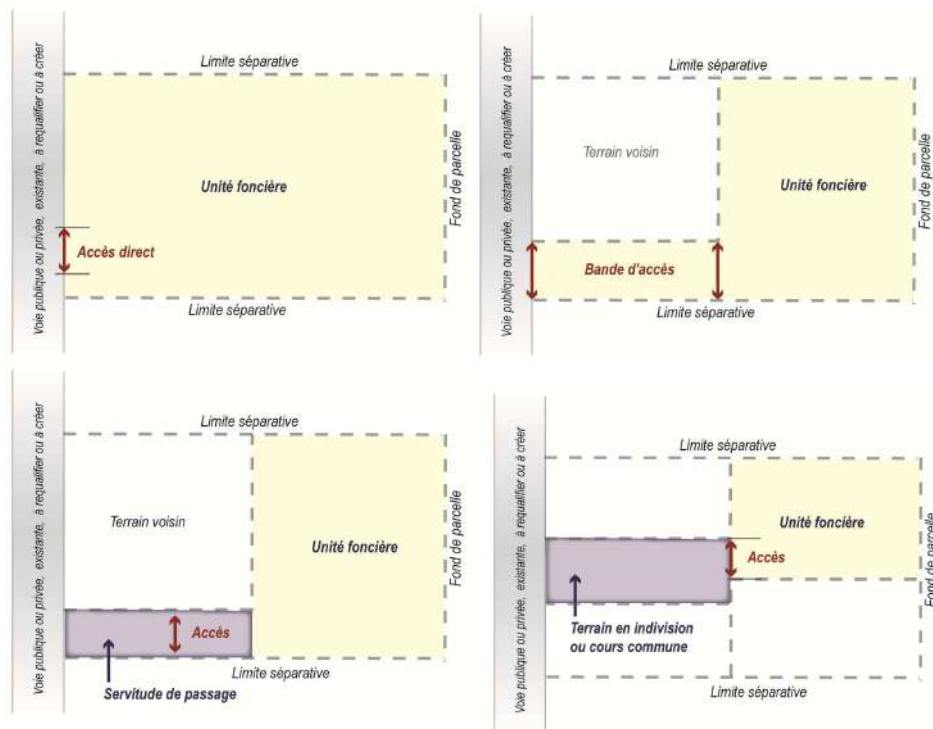 Voie publique ou privée, existante, à requalifier ou à créer
Limite séparative
Unité foncière
Accès direct
Limite séparative
Fond de parcelle
Voie publique ou privée, existante, à requalifier ou à créer
Limite séparative
Terrain voisin
Unité foncière
Bande d'accès
Limite séparative
Fond de parcelle
Voie publique ou privée, existante, à requalifier ou à créer
Limite séparative
Terrain voisin
Unité foncière
Accès
Limite séparative
Servitude de passage
Fond de parcelle
Voie publique ou privée, existante, à requalifier ou à créer
Limite séparative
Unité foncière
Accès
Terrain en indivision
ou cours commune
Limite séparative
Fond de parcelle